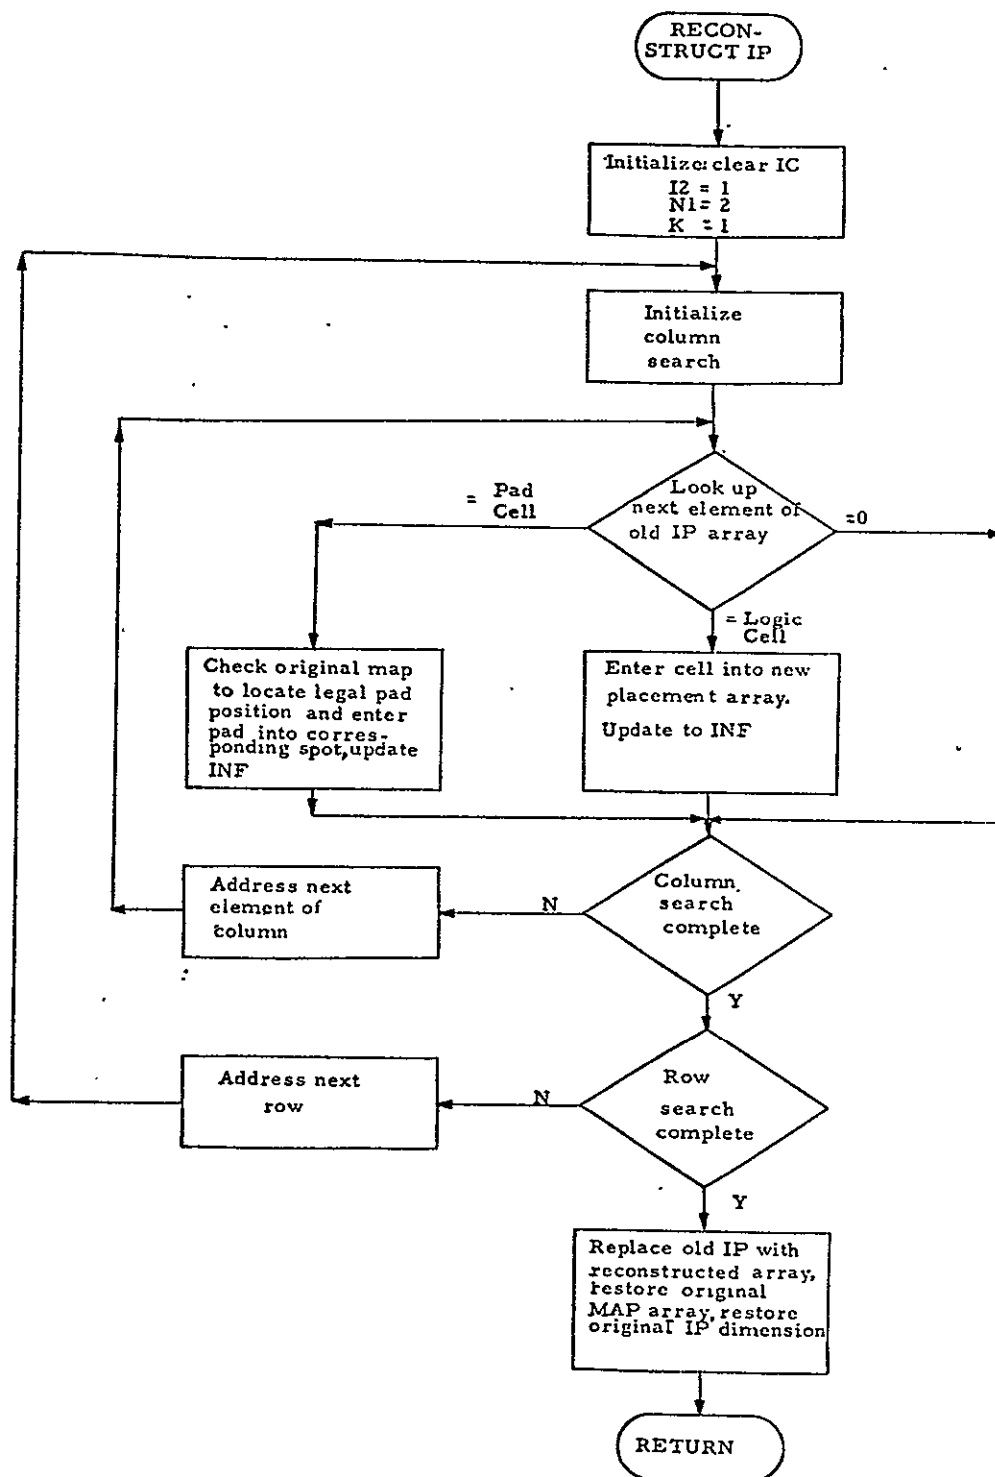 RECON-
STRUCT IP
Initialize: clear IC
I2 = 1
N1 = 2
K = 1
Initialize
column
search
Look up
next element of
old IP array
= Pad
Cell
=0
= Logic
Cell
Check original map
to locate legal pad
position and enter
pad into corres-
ponding spot, update
INF
Enter cell into new
placement array.
Update to INF
Column
search
complete
N
Address next
element of
column
Y
Row
search
complete
N
Address next
row
Y
Replace old IP with
reconstructed array,
restore original
MAP array, restore
original IP dimension
RETURN